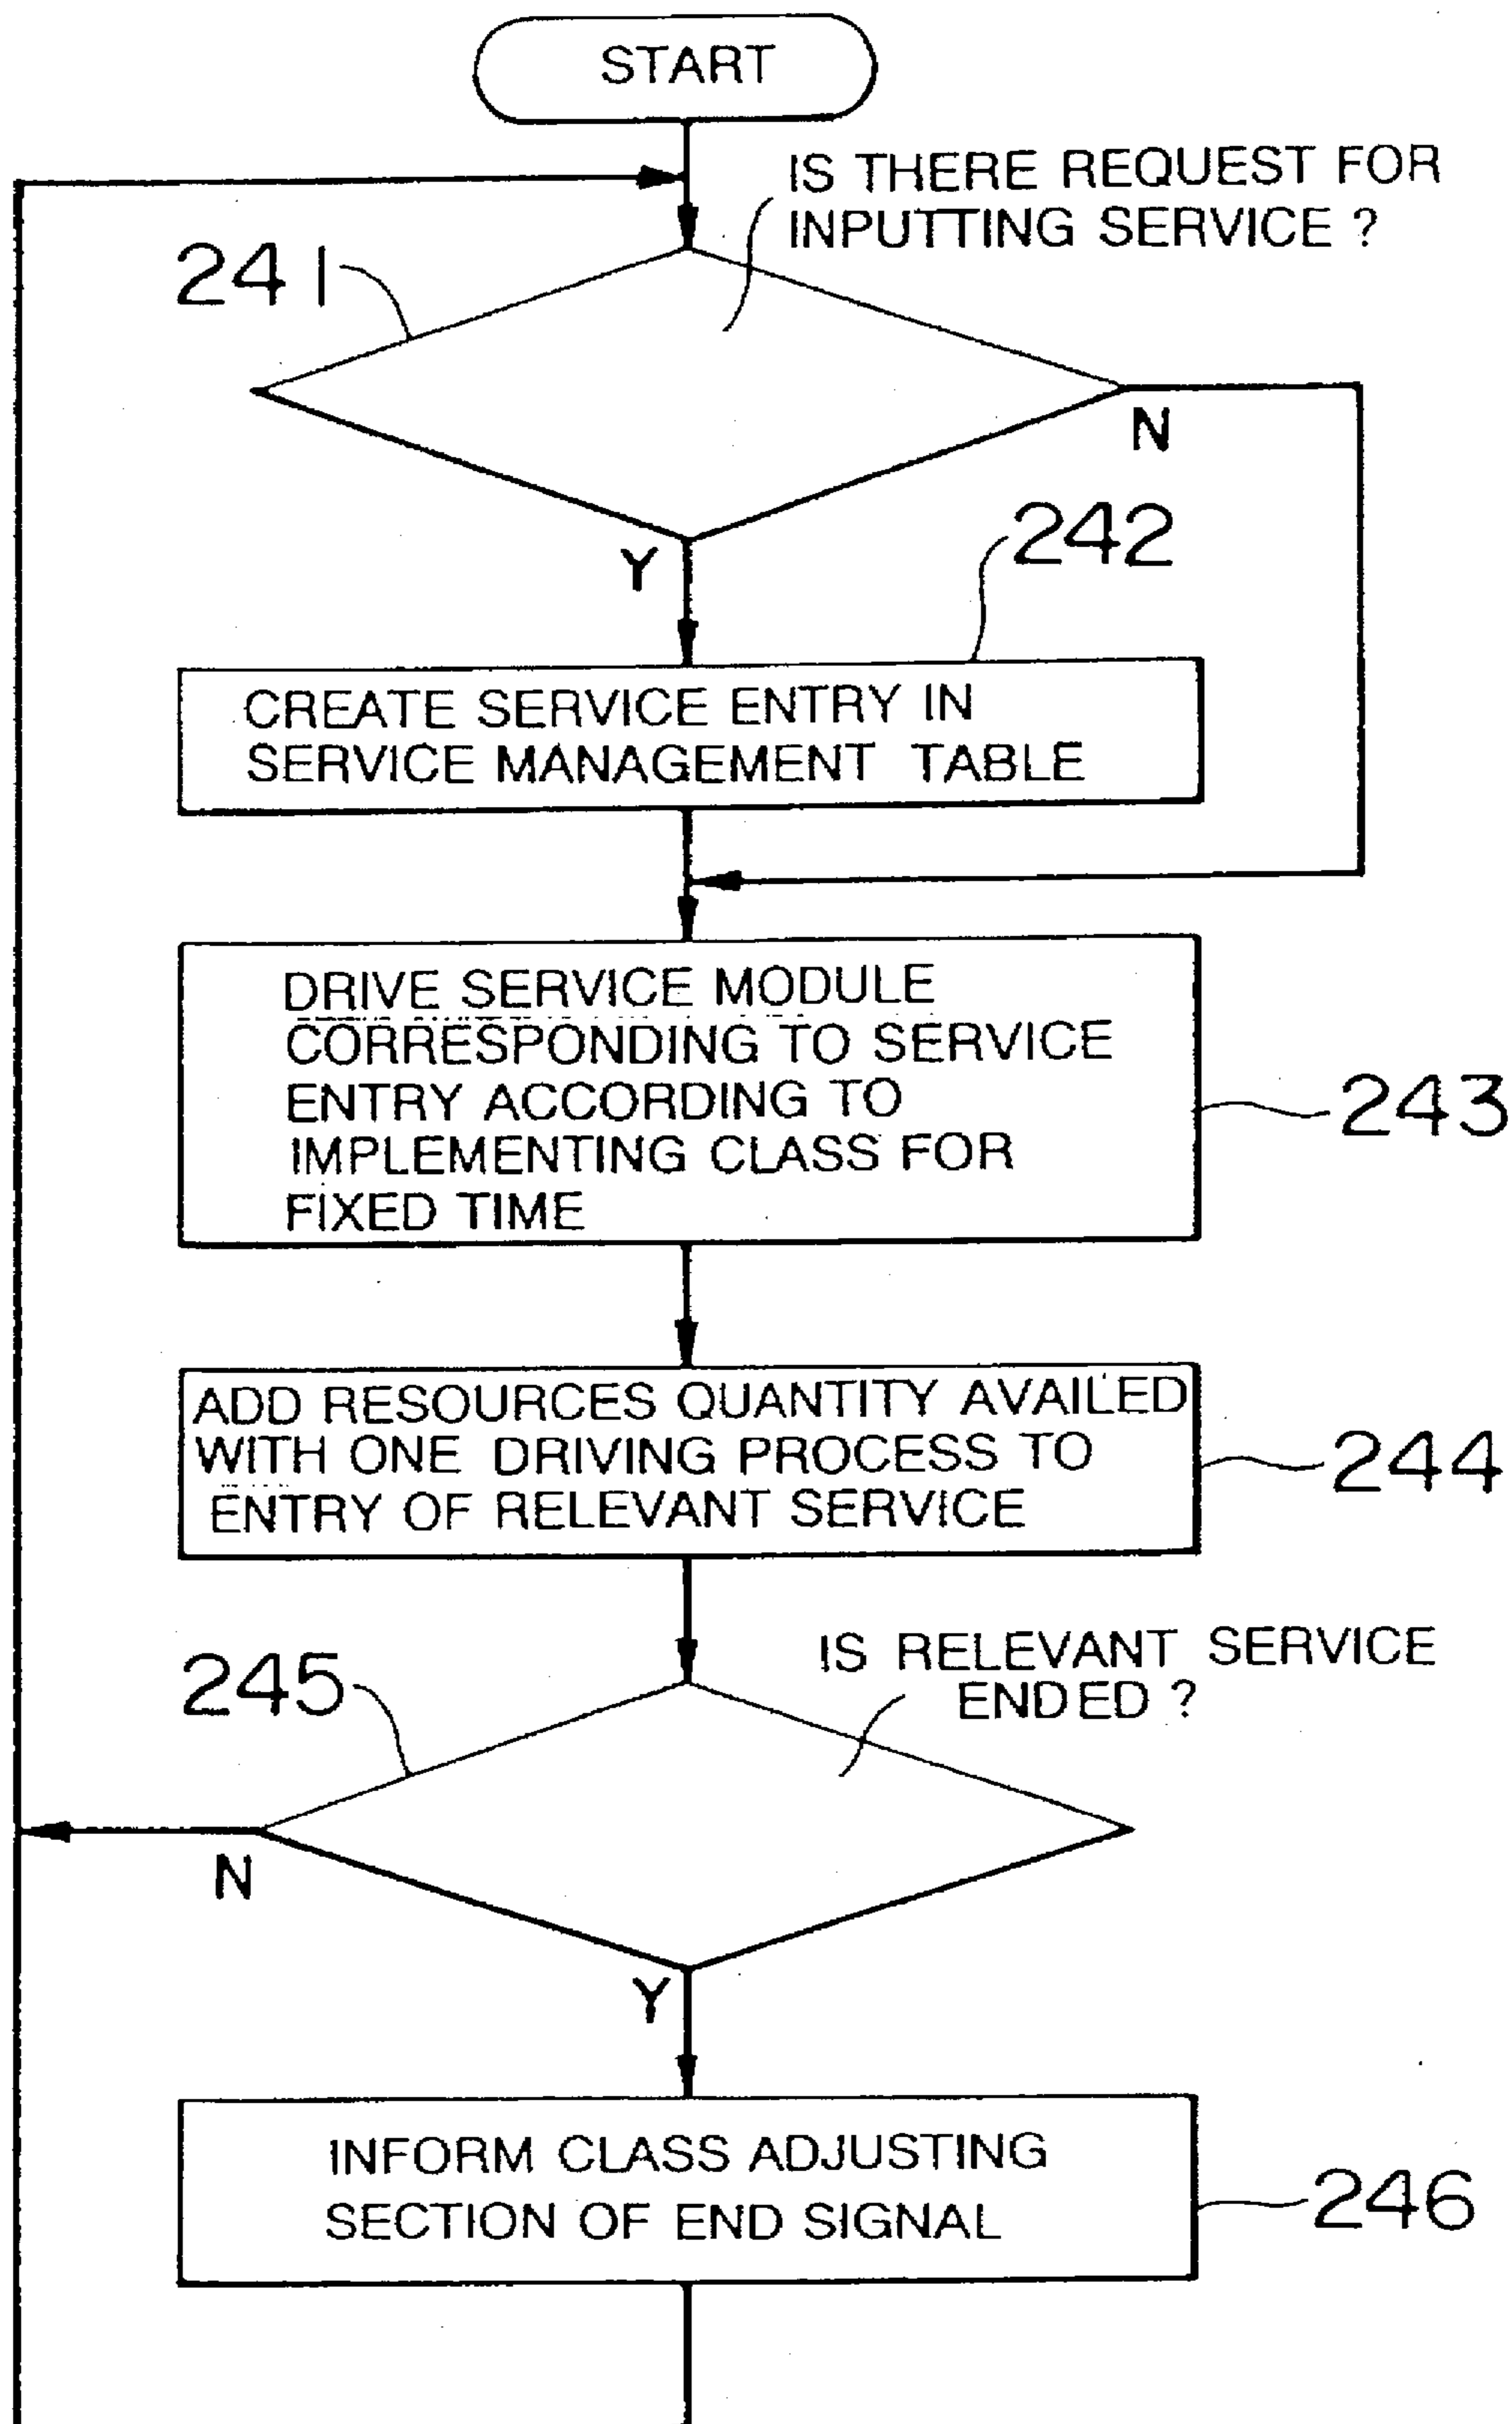 START
IS THERE REQUEST FOR
INPUTTING SERVICE ?
241
N
Y
242
CREATE SERVICE ENTRY IN
SERVICE MANAGEMENT TABLE
DRIVE SERVICE MODULE
CORRESPONDING TO SERVICE
ENTRY ACCORDING TO
IMPLEMENTING CLASS FOR
FIXED TIME
243
ADD RESOURCES QUANTITY AVAILED
WITH ONE DRIVING PROCESS TO
ENTRY OF RELEVANT SERVICE
244
IS RELEVANT SERVICE
ENDED ?
245
N
Y
INFORM CLASS ADJUSTING
SECTION OF END SIGNAL
246